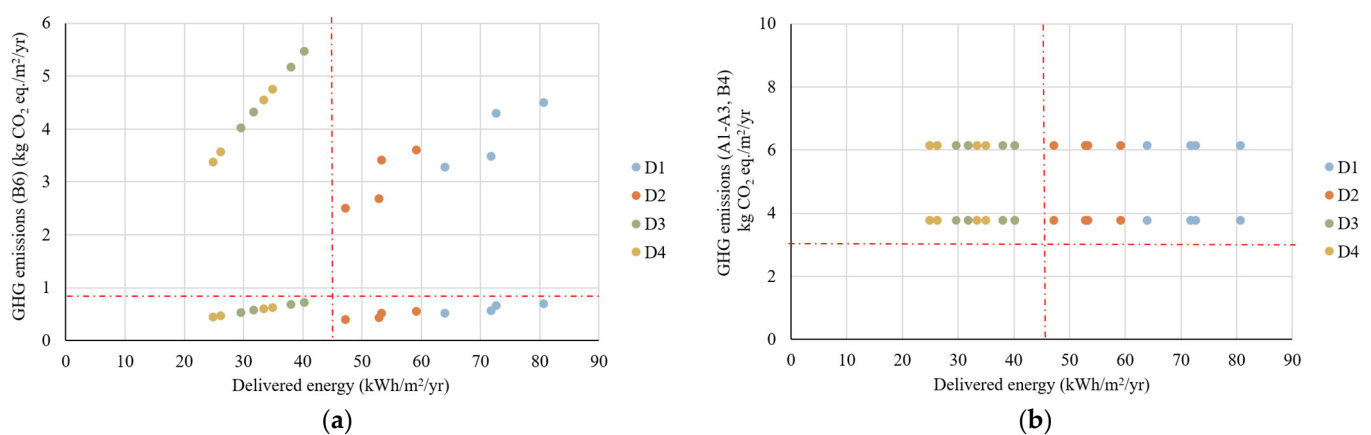 GHG emissions (B6) (kg CO2 eq./m²/yr)
6
5
4
3
2
1
0
0 10 20 30 40 50 60 70 80 90
Delivered energy (kWh/m²/yr)
D1
D2
D3
D4
(a)
GHG emissions (A1-A3, B4)
kg CO2 eq./m²/yr)
10
8
6
4
2
0
0 10 20 30 40 50 60 70 80 90
Delivered energy (kWh/m²/yr)
D1
D2
D3
D4
(b)